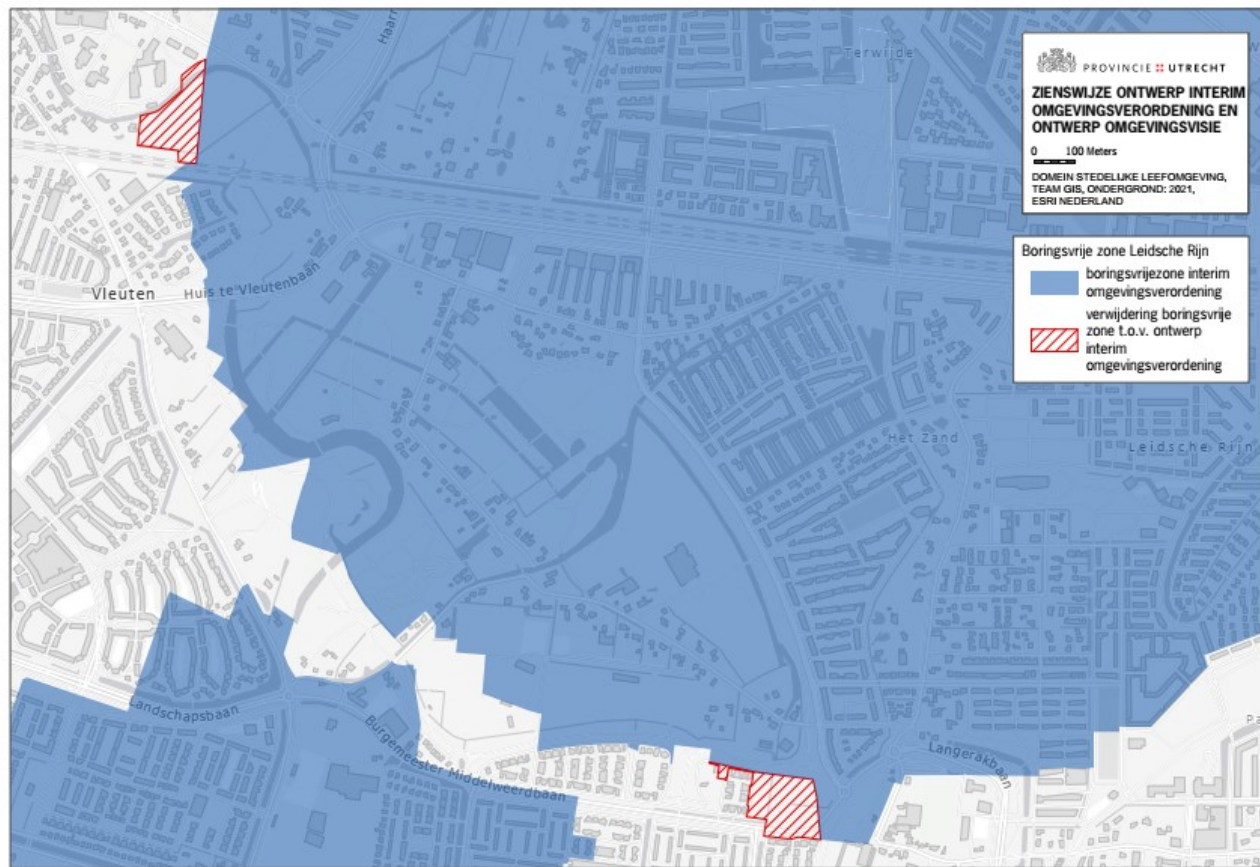 Haarr
Terwijde
PROVINCIE UTRECHT
ZIENSWIJZE ONTWERP INTERIM
OMGEVINGSVERORDENING EN
ONTWERP OMGEVINGSVISIE
0 100 Meters
DOMEIN STEDELIJKE LEEFOMGEVING,
TEAM GIS, ONDERGROND: 2021,
ESRI NEDERLAND
Boringsvrije zone Leidsche Rijn
boringsvrijezone interim
omgevingsverordening
verwijdering boringsvrije
zone t.o.v. ontwerp
interim
omgevingsverordening
Vleuten
Huis te Vleutenbaan
Het Zand
Leidsche Rijn
Landschapsbaan
Burgemeester Middelweerdbaan
Langerakbaan
Pa